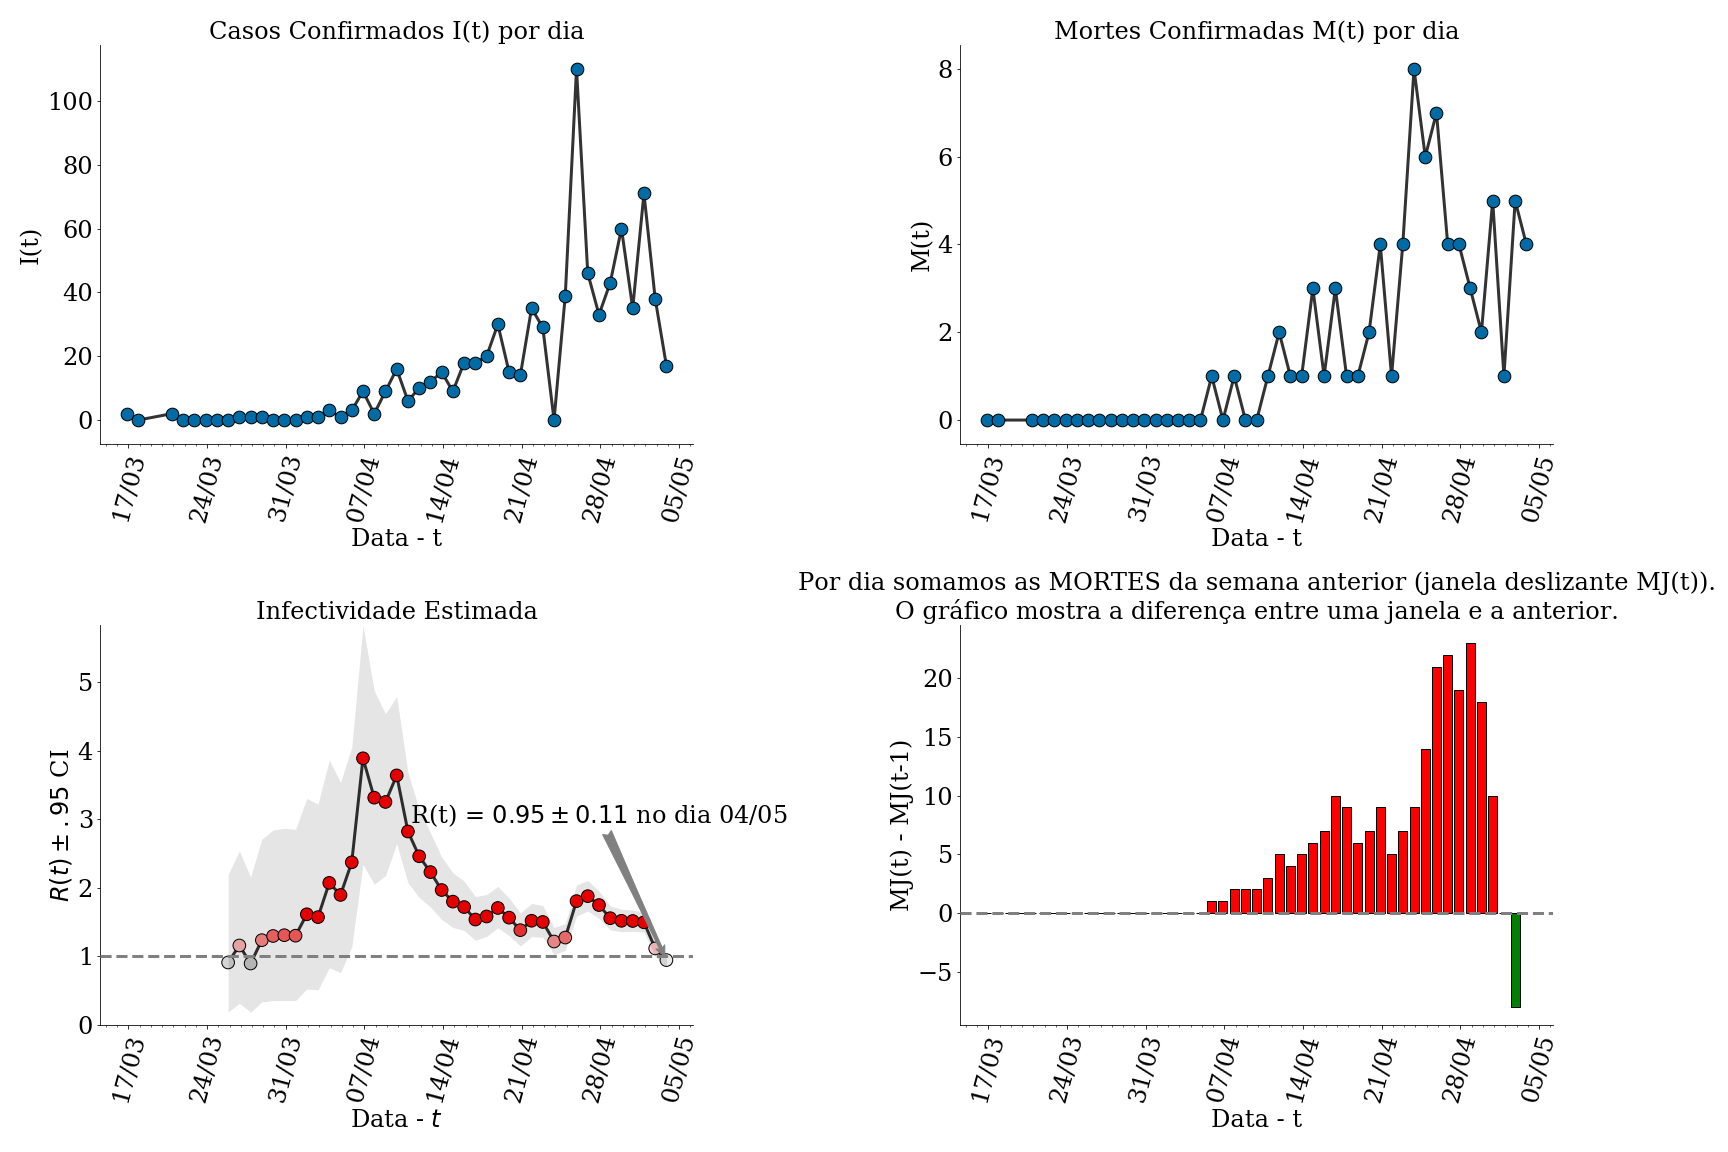 Casos Confirmados I(t) por dia
I(t)
100
80
60
40
20
0
17/03 24/03 31/03 07/04 14/04 21/04 28/04 05/05
Data - t
Mortes Confirmadas M(t) por dia
M(t)
8
6
4
2
0
17/03 24/03 31/03 07/04 14/04 21/04 28/04 05/05
Data - t
Infectividade Estimada
R(t) ± .95 CI
5
4
3
2
1
0
R(t) = 0.95 ± 0.11 no dia 04/05
17/03 24/03 31/03 07/04 14/04 21/04 28/04 05/05
Data - t
Por dia somamos as MORTES da semana anterior (janela deslizante MJ(t)).
O gráfico mostra a diferença entre uma janela e a anterior.
MJ(t) - MJ(t-1)
20
15
10
5
0
−5
17/03 24/03 31/03 07/04 14/04 21/04 28/04 05/05
Data - t